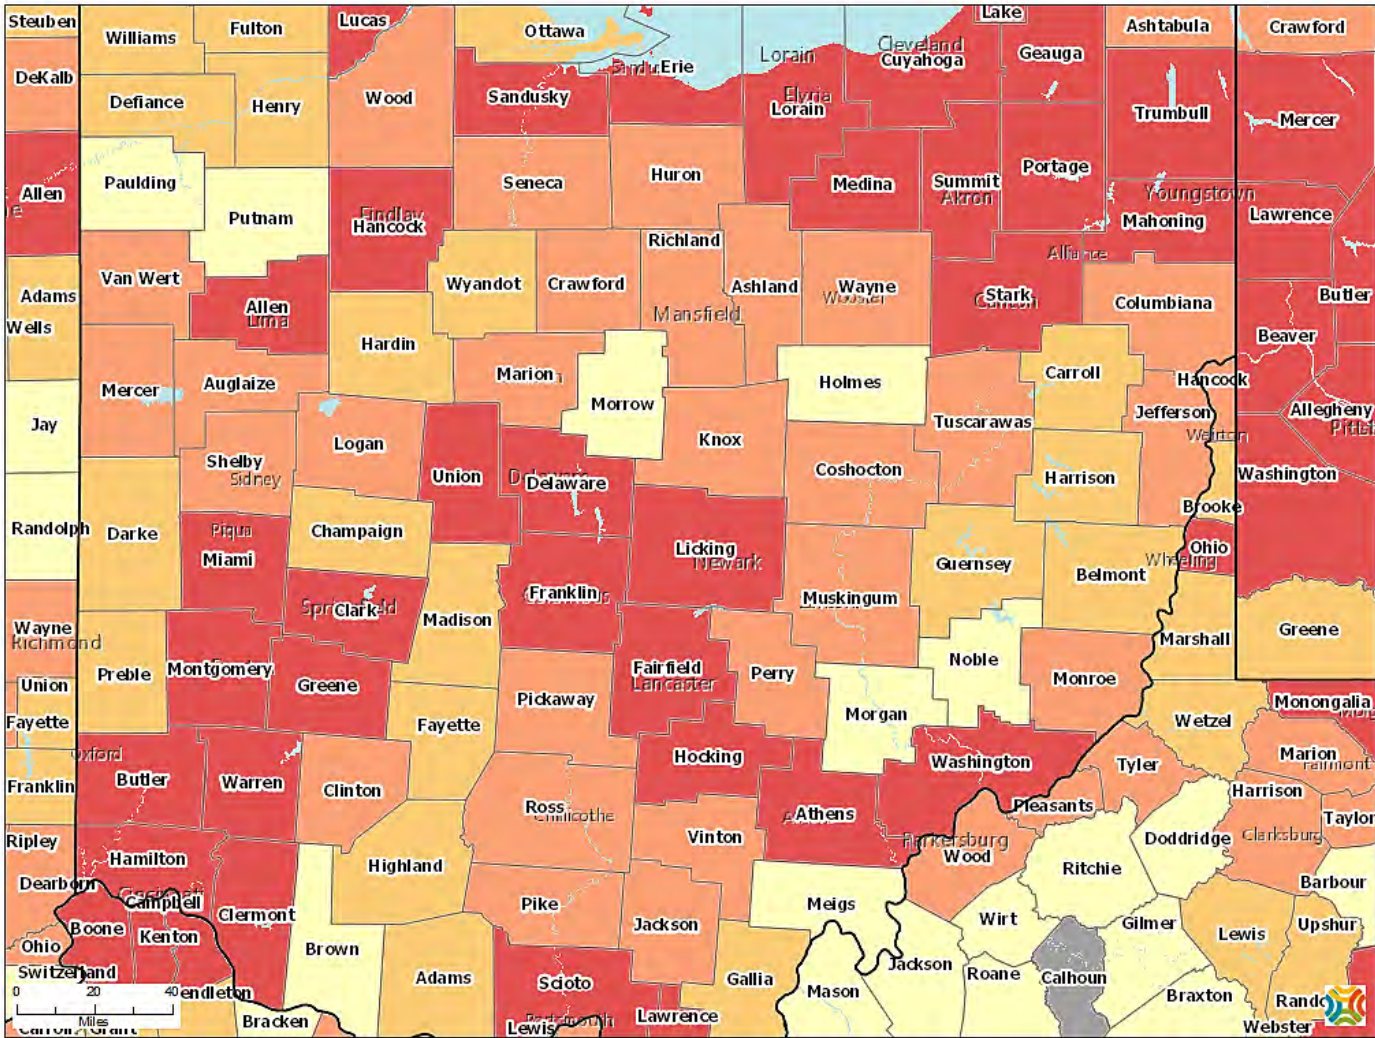 Steuben
Williams
Fulton
Lucas
Ottawa
Lake
Ashtabula
Crawford
DeKalb
Defiance
Henry
Wood
Sandusky
Erie
Lorain
Cleveland
Cuyahoga
Geauga
Trumbull
Mercer
Elyria
Lorain
Allen
Paulding
Putnam
Findlay
Hancock
Seneca
Huron
Medina
Summit
Akron
Portage
Youngstown
Mahoning
Lawrence
Adams
Van Wert
Allen
Lima
Wyandot
Crawford
Richland
Mansfield
Ashland
Wayne
Wooster
Stark
Alliance
Columbiana
Butler
Beaver
Wells
Hardin
Mercer
Auglaize
Marion
Morrow
Holmes
Carroll
Hancock
Jay
Logan
Knox
Tuscarawas
Jefferson
Weirton
Allegheny
Shelby
Sidney
Union
Delaware
Coshocton
Harrison
Washington
Brooke
Randolph
Darke
Piqua
Miami
Champaign
Licking
Newark
Guernsey
Belmont
Ohio
Wheeling
Clark
Franklin
Muskingum
Wayne
Richmond
Madison
Marshall
Greene
Union
Preble
Montgomery
Greene
Fairfield
Lancaster
Perry
Noble
Monroe
Fayette
Fayette
Pickaway
Morgan
Wetzel
Monongalia
Oxford
Franklin
Butler
Warren
Clinton
Hocking
Washington
Tyler
Marion
Fairmont
Ross
Chillicothe
Athens
Pleasants
Harrison
Ripley
Hamilton
Highland
Vinton
Parkersburg
Wood
Doddridge
Clarksburg
Taylor
Dearborn
Cincinnati
Campbell
Clermont
Pike
Jackson
Meigs
Ritchie
Barbour
Ohio
Boone
Kenton
Brown
Wirt
Gilmer
Lewis
Upshur
Switzerland
Adams
Scioto
Gallia
Mason
Jackson
Roane
Calhoun
Braxton
0 20 40
Miles
endleton
Bracken
Lewis
Portsmouth
Lawrence
Webster